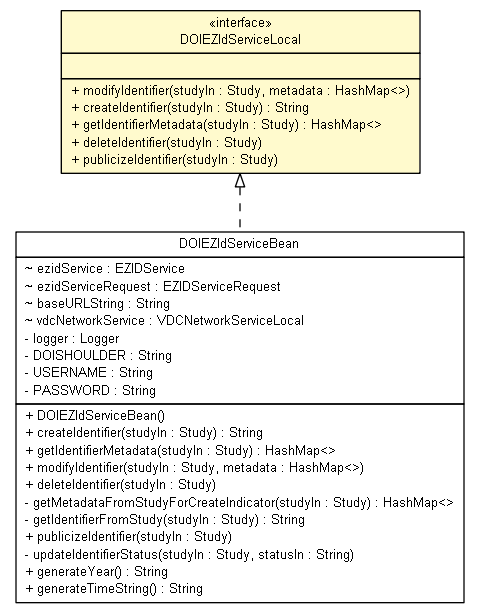 «interface»
DOIEZIdServiceLocal
+ modifyIdentifier(studyIn : Study, metadata : HashMap<>)
+ createIdentifier(studyIn : Study) : String
+ getIdentifierMetadata(studyIn : Study) : HashMap<>
+ deleteIdentifier(studyIn : Study)
+ publicizeIdentifier(studyIn : Study)
DOIEZIdServiceBean
~ ezidService : EZIDService
~ ezidServiceRequest : EZIDServiceRequest
~ baseURLString : String
~ vdcNetworkService : VDCNetworkServiceLocal
- logger : Logger
- DOISHOULDER : String
- USERNAME : String
- PASSWORD : String
+ DOIEZIdServiceBean()
+ createIdentifier(studyIn : Study) : String
+ getIdentifierMetadata(studyIn : Study) : HashMap<>
+ modifyIdentifier(studyIn : Study, metadata : HashMap<>)
+ deleteIdentifier(studyIn : Study)
- getMetadataFromStudyForCreateIndicator(studyIn : Study) : HashMap<>
- getIdentifierFromStudy(studyIn : Study) : String
+ publicizeIdentifier(studyIn : Study)
- updateIdentifierStatus(studyIn : Study, statusIn : String)
+ generateYear() : String
+ generateTimeString() : String